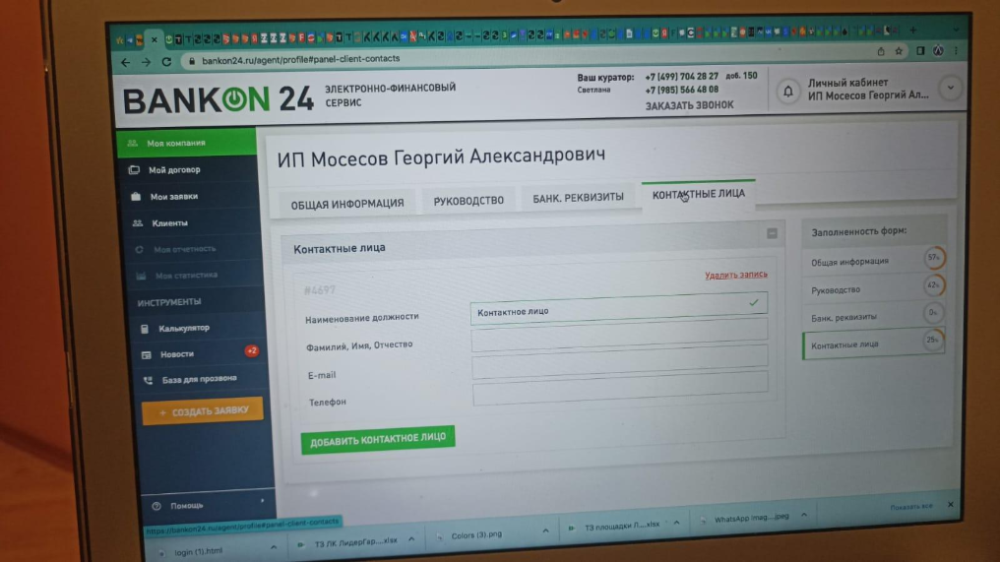 bankon24.ru/agent/profile#panel-client-contacts
BANKON 24
ЭЛЕКТРОННО-ФИНАНСОВЫЙ
СЕРВИС
Ваш куратор:
Светлана
+7 (499) 704 28 27 доб. 150
+7 (985) 566 48 08
ЗАКАЗАТЬ ЗВОНОК
Личный кабинет
ИП Мосесов Георгий Ал...
Моя компания
Мой договор
Мои заявки
Клиенты
Моя отчетность
Моя статистика
ИНСТРУМЕНТЫ
Калькулятор
Новости +2
База для прозвона
+ СОЗДАТЬ ЗАЯВКУ
Помощь
ИП Мосесов Георгий Александрович
ОБЩАЯ ИНФОРМАЦИЯ РУКОВОДСТВО БАНК. РЕКВИЗИТЫ КОНТАКТНЫЕ ЛИЦА
Контактные лица
Удалить запись
#4697
Наименование должности Контактное лицо
Фамилий, Имя, Отчество
E-mail
Телефон
ДОБАВИТЬ КОНТАКТНОЕ ЛИЦО
Заполненность форм:
Общая информация 57%
Руководство 42%
Банк. реквизиты 0%
Контактные лица 25%
https://bankon24.ru/agent/profile#panel-client-contacts
login (1).html
ТЗ ЛК ЛидерГар....xlsx
Colors (3).png
ТЗ площадки Л....xlsx
WhatsApp Imag....jpeg
Показать все